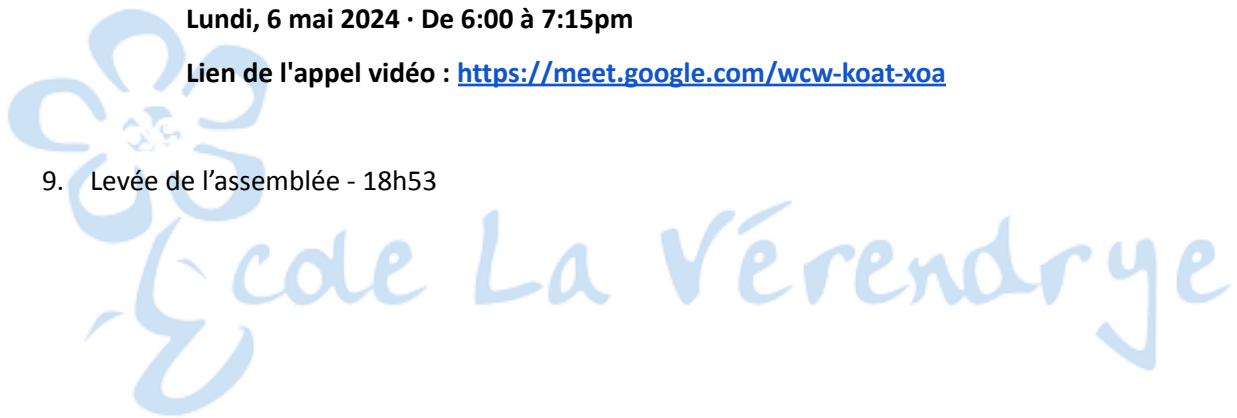 Lundi, 6 mai 2024 · De 6:00 à 7:15pm
Lien de l'appel vidéo : https://meet.google.com/wcw-koat-xoa
9. Levée de l’assemblée - 18h53
École La Vérendrye